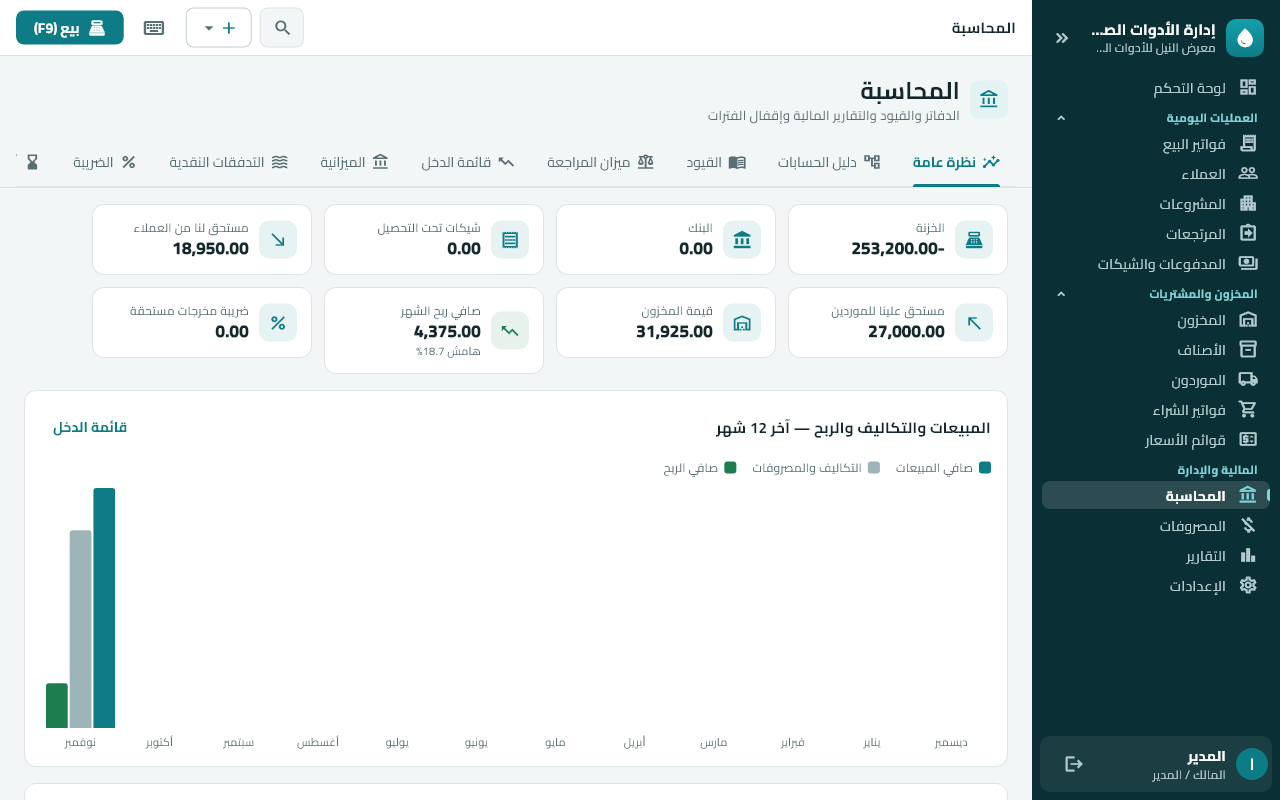 إدارة الأدوات الصـ...
معرض النيل للأدوات الـ...
لوحة التحكم
العمليات اليومية
فواتير البيع
العملاء
المشروعات
المرتجعات
المدفوعات والشيكات
المخزون والمشتريات
المخزون
الأصناف
الموردون
فواتير الشراء
قوائم الأسعار
المالية والإدارة
المحاسبة
المصروفات
التقارير
الإعدادات
المدير
المالك / المدير
ا
المحاسبة
بيع (F9)
المحاسبة
الدفاتر والقيود والتقارير المالية وإقفال الفترات
نظرة عامة
دليل الحسابات
القيود
ميزان المراجعة
قائمة الدخل
الميزانية
التدفقات النقدية
الضريبة
الخزنة
253,200.00-
البنك
0.00
شيكات تحت التحصيل
0.00
مستحق لنا من العملاء
18,950.00
مستحق علينا للموردين
27,000.00
قيمة المخزون
31,925.00
صافي ربح الشهر
4,375.00
هامش 18.7%
ضريبة مخرجات مستحقة
0.00
المبيعات والتكاليف والربح — آخر 12 شهر
قائمة الدخل
صافي المبيعات
التكاليف والمصروفات
صافي الربح
ديسمبر
يناير
فبراير
مارس
أبريل
مايو
يونيو
يوليو
أغسطس
سبتمبر
أكتوبر
نوفمبر